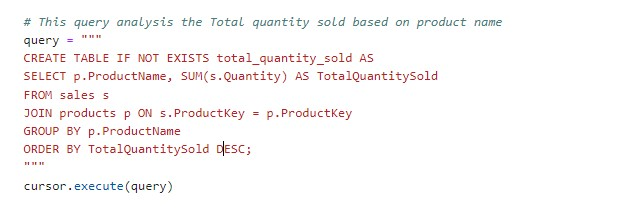 # This query analysis the Total quantity sold based on product name
query = """
CREATE TABLE IF NOT EXISTS total_quantity_sold AS
SELECT p.ProductName, SUM(s.Quantity) AS TotalQuantitySold
FROM sales s
JOIN products p ON s.ProductKey = p.ProductKey
GROUP BY p.ProductName
ORDER BY TotalQuantitySold DESC;
"""
cursor.execute(query)